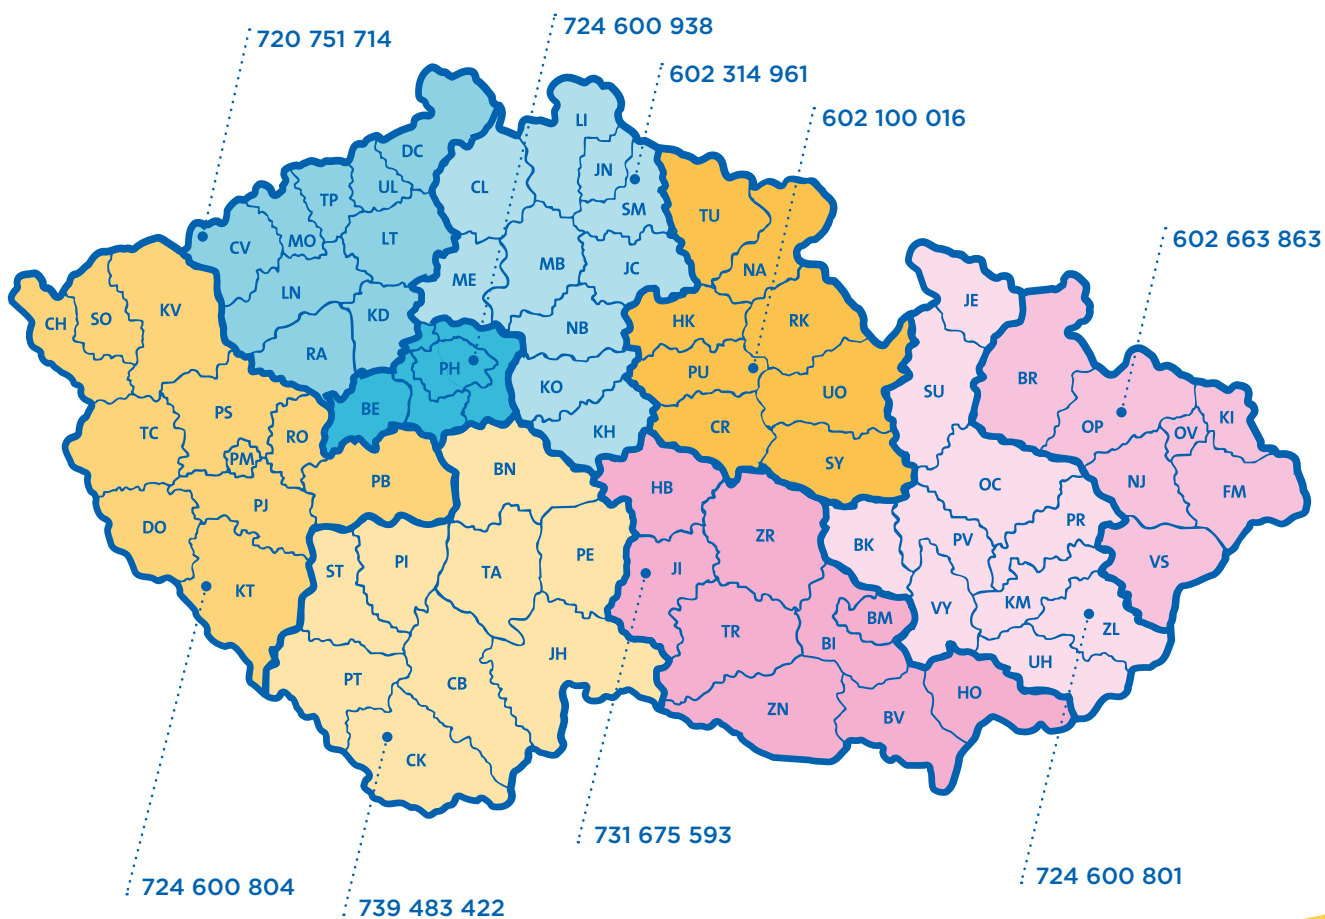 724 600 938
720 751 714
602 314 961
602 100 016
LI
DC
JN
UL
CL
TP
SM
TU
LT
MO
CV
602 663 863
MB
JC
NA
ME
LN
JE
KV
KD
SO
RK
CH
HK
NB
RA
PH
PU
BR
KO
SU
UO
BE
PS
KI
CR
OP
KH
OV
TC
RO
PM
SY
BN
PB
NJ
OC
HB
FM
PJ
PR
DO
ZR
PV
BK
PE
PI
VS
JI
ST
TA
KT
KM
VY
BM
ZL
TR
BI
JH
UH
PT
CB
HO
ZN
BV
CK
731 675 593
724 600 801
724 600 804
739 483 422